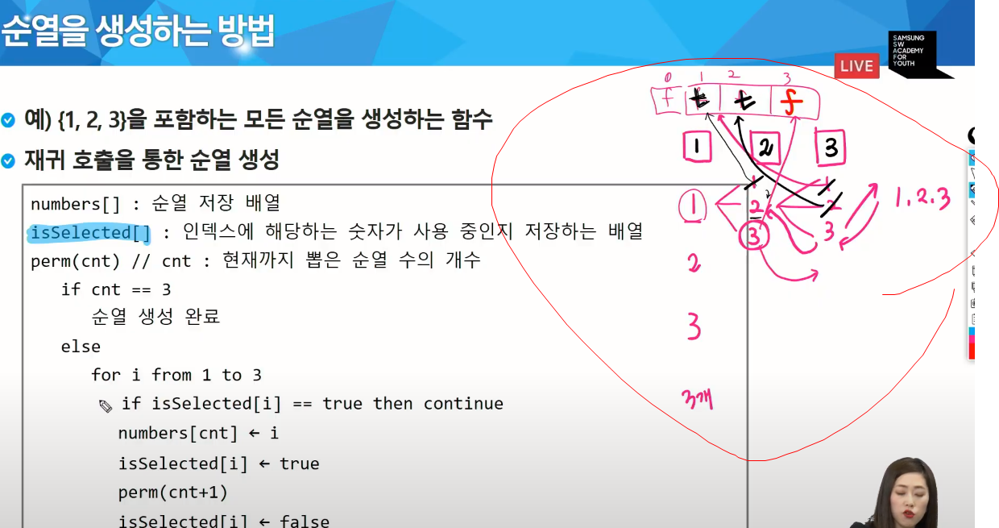 순열을 생성하는 방법
SAMSUNG
SW
ACADEMY
FOR
YOUTH
LIVE
예) {1, 2, 3}을 포함하는 모든 순열을 생성하는 함수
재귀 호출을 통한 순열 생성
numbers[] : 순열 저장 배열
isSelected[] : 인덱스에 해당하는 숫자가 사용 중인지 저장하는 배열
perm(cnt) // cnt : 현재까지 뽑은 순열 수의 개수
if cnt == 3
순열 생성 완료
else
for i from 1 to 3
if isSelected[i] == true then continue
numbers[cnt] ← i
isSelected[i] ← true
perm(cnt+1)
isSelected[i] ← false
0 1 2 3
f t t f
1 2 3
1
1
2
3
1
2
3
1, 2, 3
2
3
3개